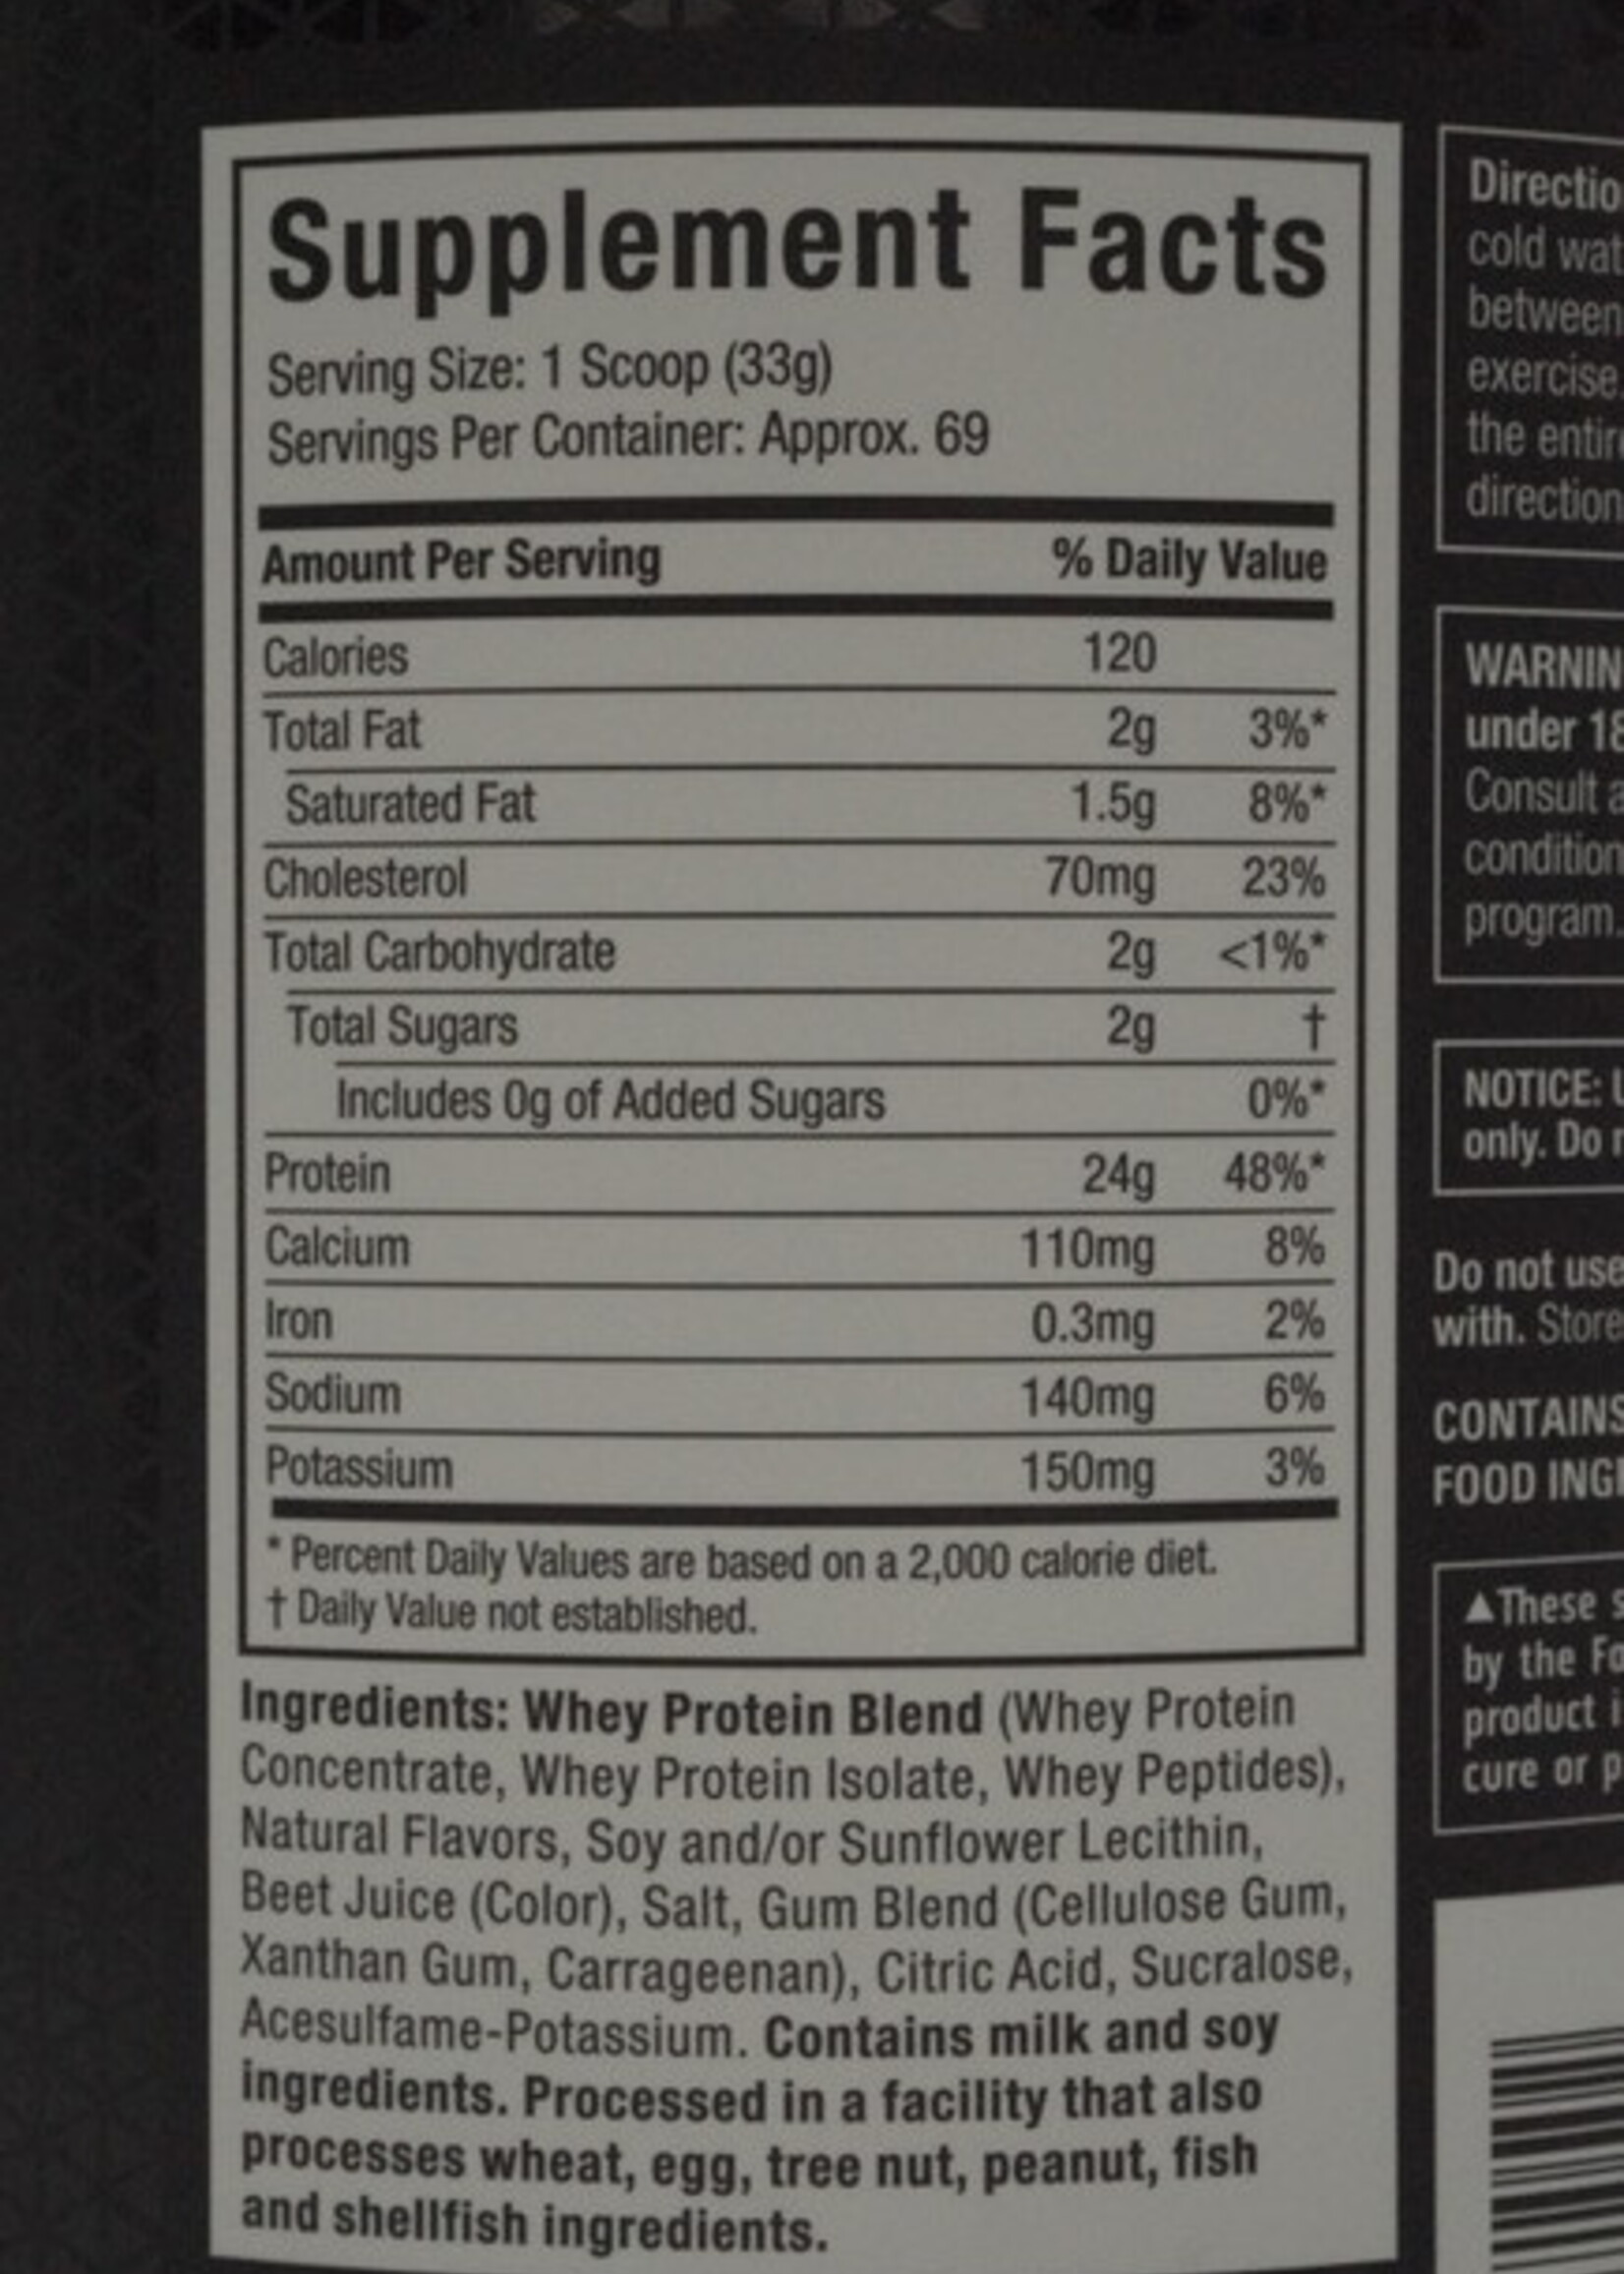 Supplement Facts
Serving Size: 1 Scoop (33g)
Servings Per Container: Approx. 69
Amount Per Serving % Daily Value
Calories 120
Total Fat 2g 3%*
Saturated Fat 1.5g 8%*
Cholesterol 70mg 23%
Total Carbohydrate 2g <1%*
Total Sugars 2g †
Includes 0g of Added Sugars 0%*
Protein 24g 48%*
Calcium 110mg 8%
Iron 0.3mg 2%
Sodium 140mg 6%
Potassium 150mg 3%
* Percent Daily Values are based on a 2,000 calorie diet.
† Daily Value not established.
Ingredients: Whey Protein Blend (Whey Protein
Concentrate, Whey Protein Isolate, Whey Peptides),
Natural Flavors, Soy and/or Sunflower Lecithin,
Beet Juice (Color), Salt, Gum Blend (Cellulose Gum,
Xanthan Gum, Carrageenan), Citric Acid, Sucralose,
Acesulfame-Potassium. Contains milk and soy
ingredients. Processed in a facility that also
processes wheat, egg, tree nut, peanut, fish
and shellfish ingredients.
cold
between
exercise.
the
under
Consult
program.
NOTICE:
only. Do
Do not use
with. Store
CONTAINS
FOOD
▲These
by the
product
cure or